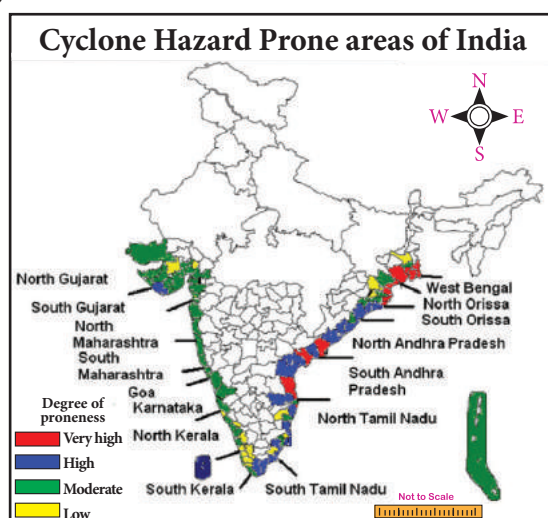 Cyclone Hazard Prone areas of India
N
W
E
S
North Gujarat
South Gujarat
North
Maharashtra
South
Maharashtra
Goa
Karnataka
North Kerala
South Kerala
West Bengal
North Orissa
South Orissa
North Andhra Pradesh
South Andhra
Pradesh
North Tamil Nadu
South Tamil Nadu
Degree of
proneness
Very high
High
Moderate
Low
Not to Scale